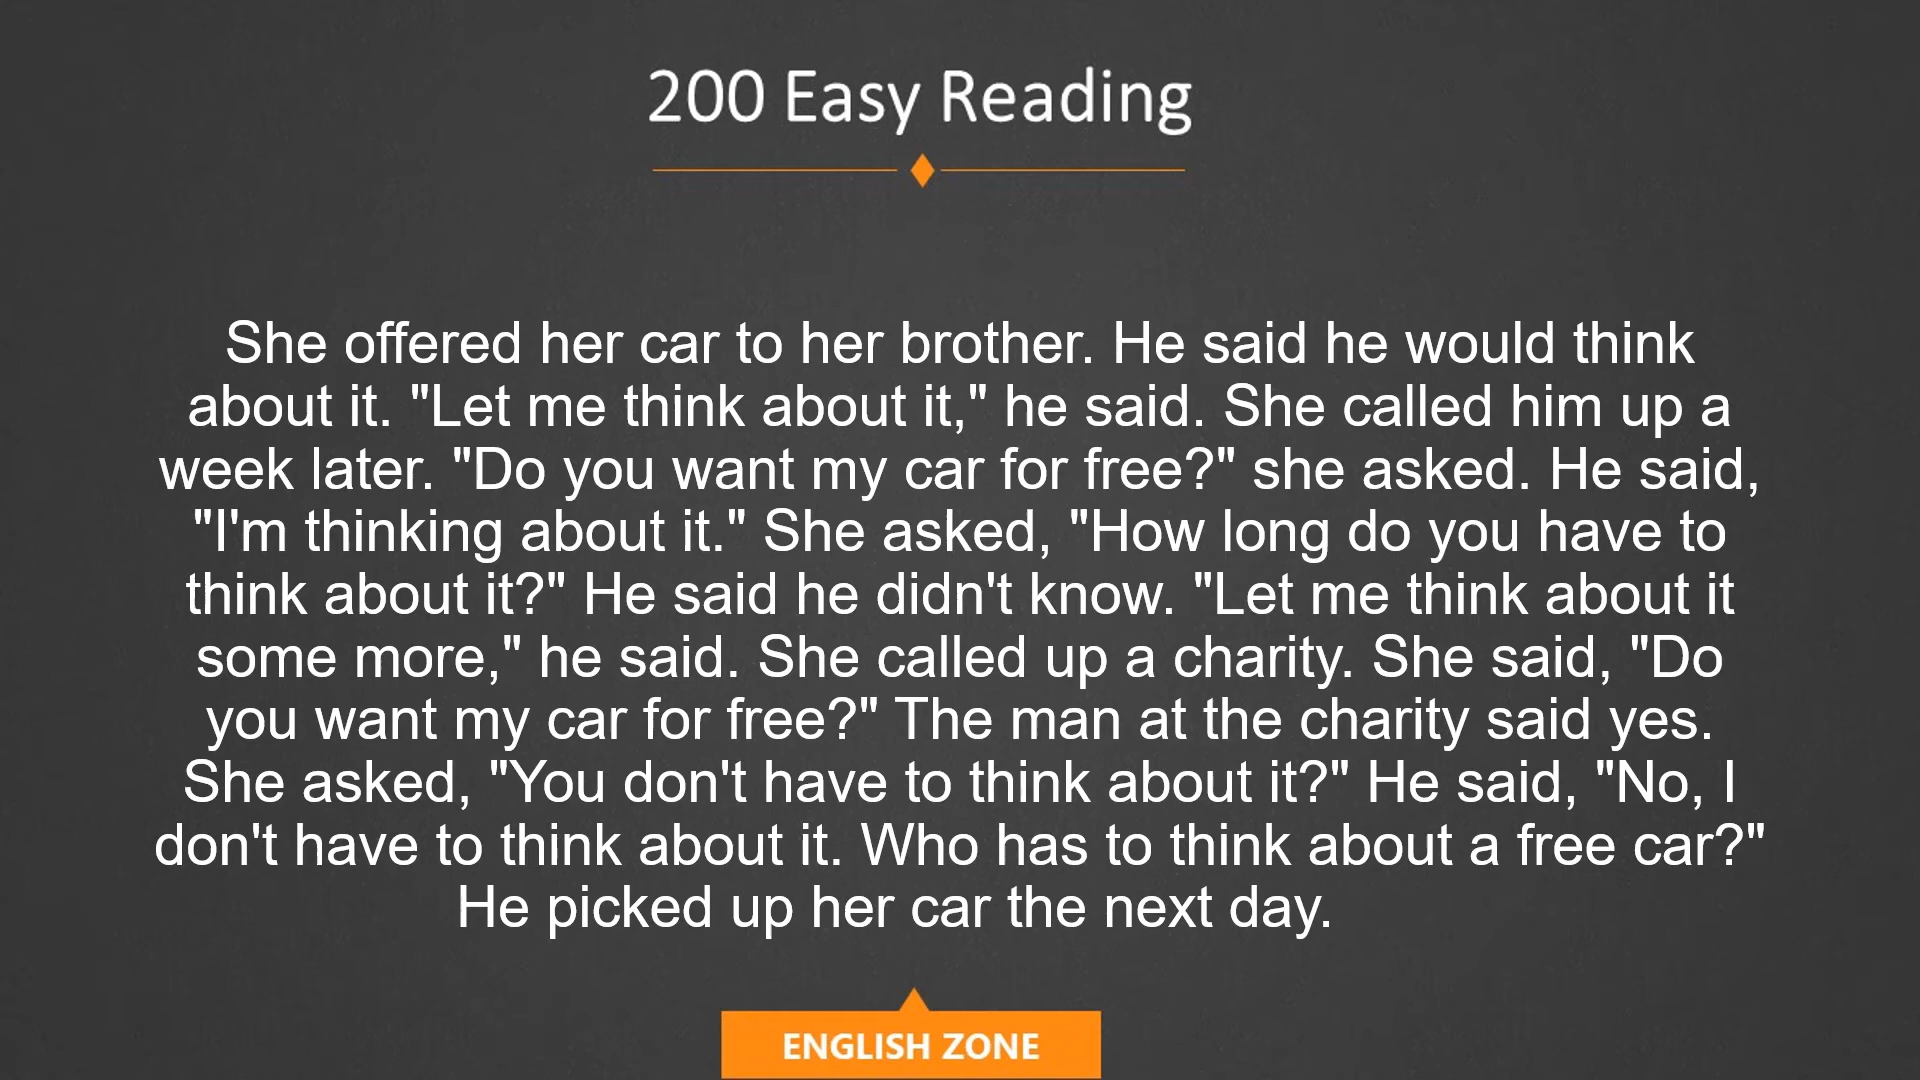 200 Easy Reading
She offered her car to her brother. He said he would think
about it. "Let me think about it," he said. She called him up a
week later. "Do you want my car for free?" she asked. He said,
"I'm thinking about it." She asked, "How long do you have to
think about it?" He said he didn't know. "Let me think about it
some more," he said. She called up a charity. She said, "Do
you want my car for free?" The man at the charity said yes.
She asked, "You don't have to think about it?" He said, "No, I
don't have to think about it. Who has to think about a free car?"
He picked up her car the next day.
ENGLISH ZONE